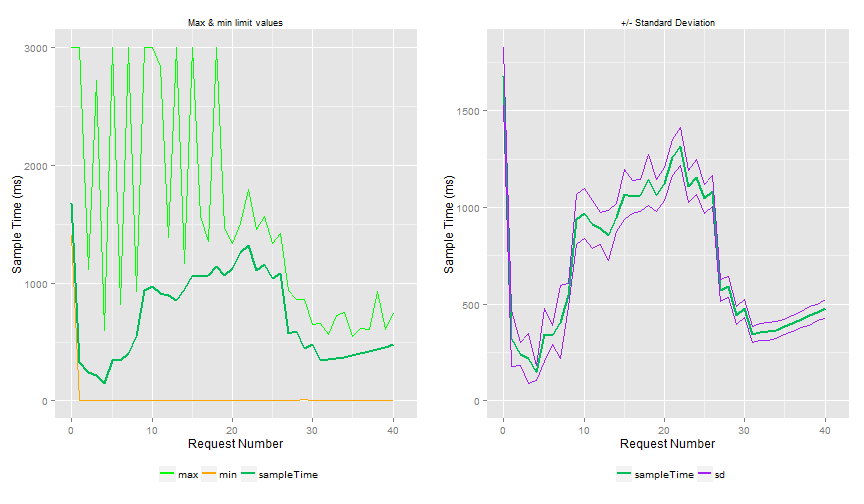 Max & min limit values
Sample Time (ms)
3000
2000
1000
0
0
10
20
30
40
Request Number
max
min
sampleTime
+/- Standard Deviation
Sample Time (ms)
1500
1000
500
0
0
10
20
30
40
Request Number
sampleTime
sd